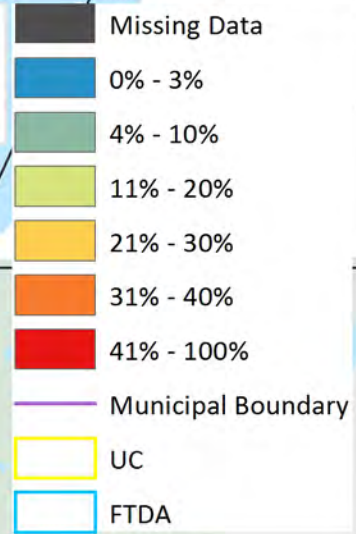 Missing Data
0% - 3%
4% - 10%
11% - 20%
21% - 30%
31% - 40%
41% - 100%
Municipal Boundary
UC
FTDA